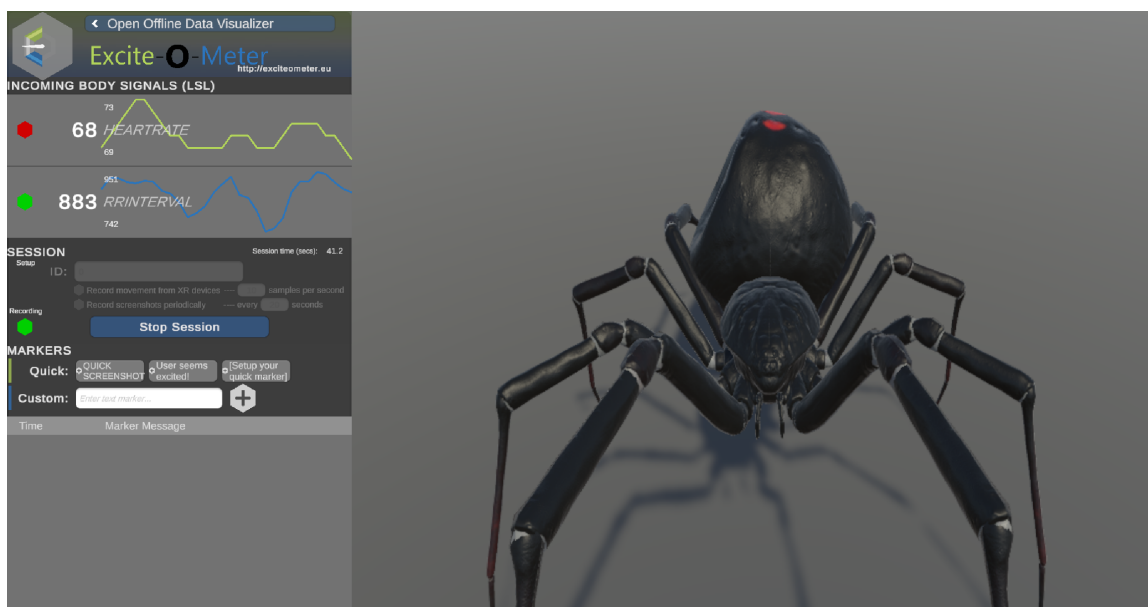 Open Offline Data Visualizer
Excite-O-Meter
http://exciteometer.eu
INCOMING BODY SIGNALS (LSL)
73
68 HEARTRATE
69
951
883 RRINTERVAL
742
SESSION Session time (secs): 41.2
Setup
ID:
Record movement from XR devices — samples per second
Record screenshots periodically — every seconds
Recording
Stop Session
MARKERS
Quick: QUICK SCREENSHOT User seems excited! [Setup your quick marker]
Custom: Enter text marker...
Time Marker Message